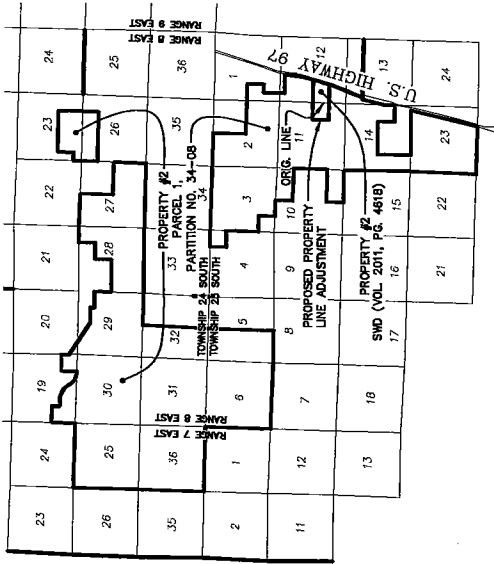 23 24 19 20 21 22 23 24
26 25 30 29 28 27 26 25
35 36 31 32 33 34 35 36
2 1 6 5 4 3 2 1
11 12 7 8 9 10 11 12
13 18 17 16 15 14 13
21 22 23 24
RANGE 7 EAST
RANGE 8 EAST
RANGE 8 EAST
RANGE 9 EAST
TOWNSHIP 24 SOUTH
TOWNSHIP 25 SOUTH
PROPERTY #2
PARCEL 1,
PARTITION NO. 34-08
ORIG. LINE
PROPOSED PROPERTY
LINE ADJUSTMENT
PROPERTY #2
SWD (VOL. 2011, PG. 4618)
U.S. HIGHWAY 97